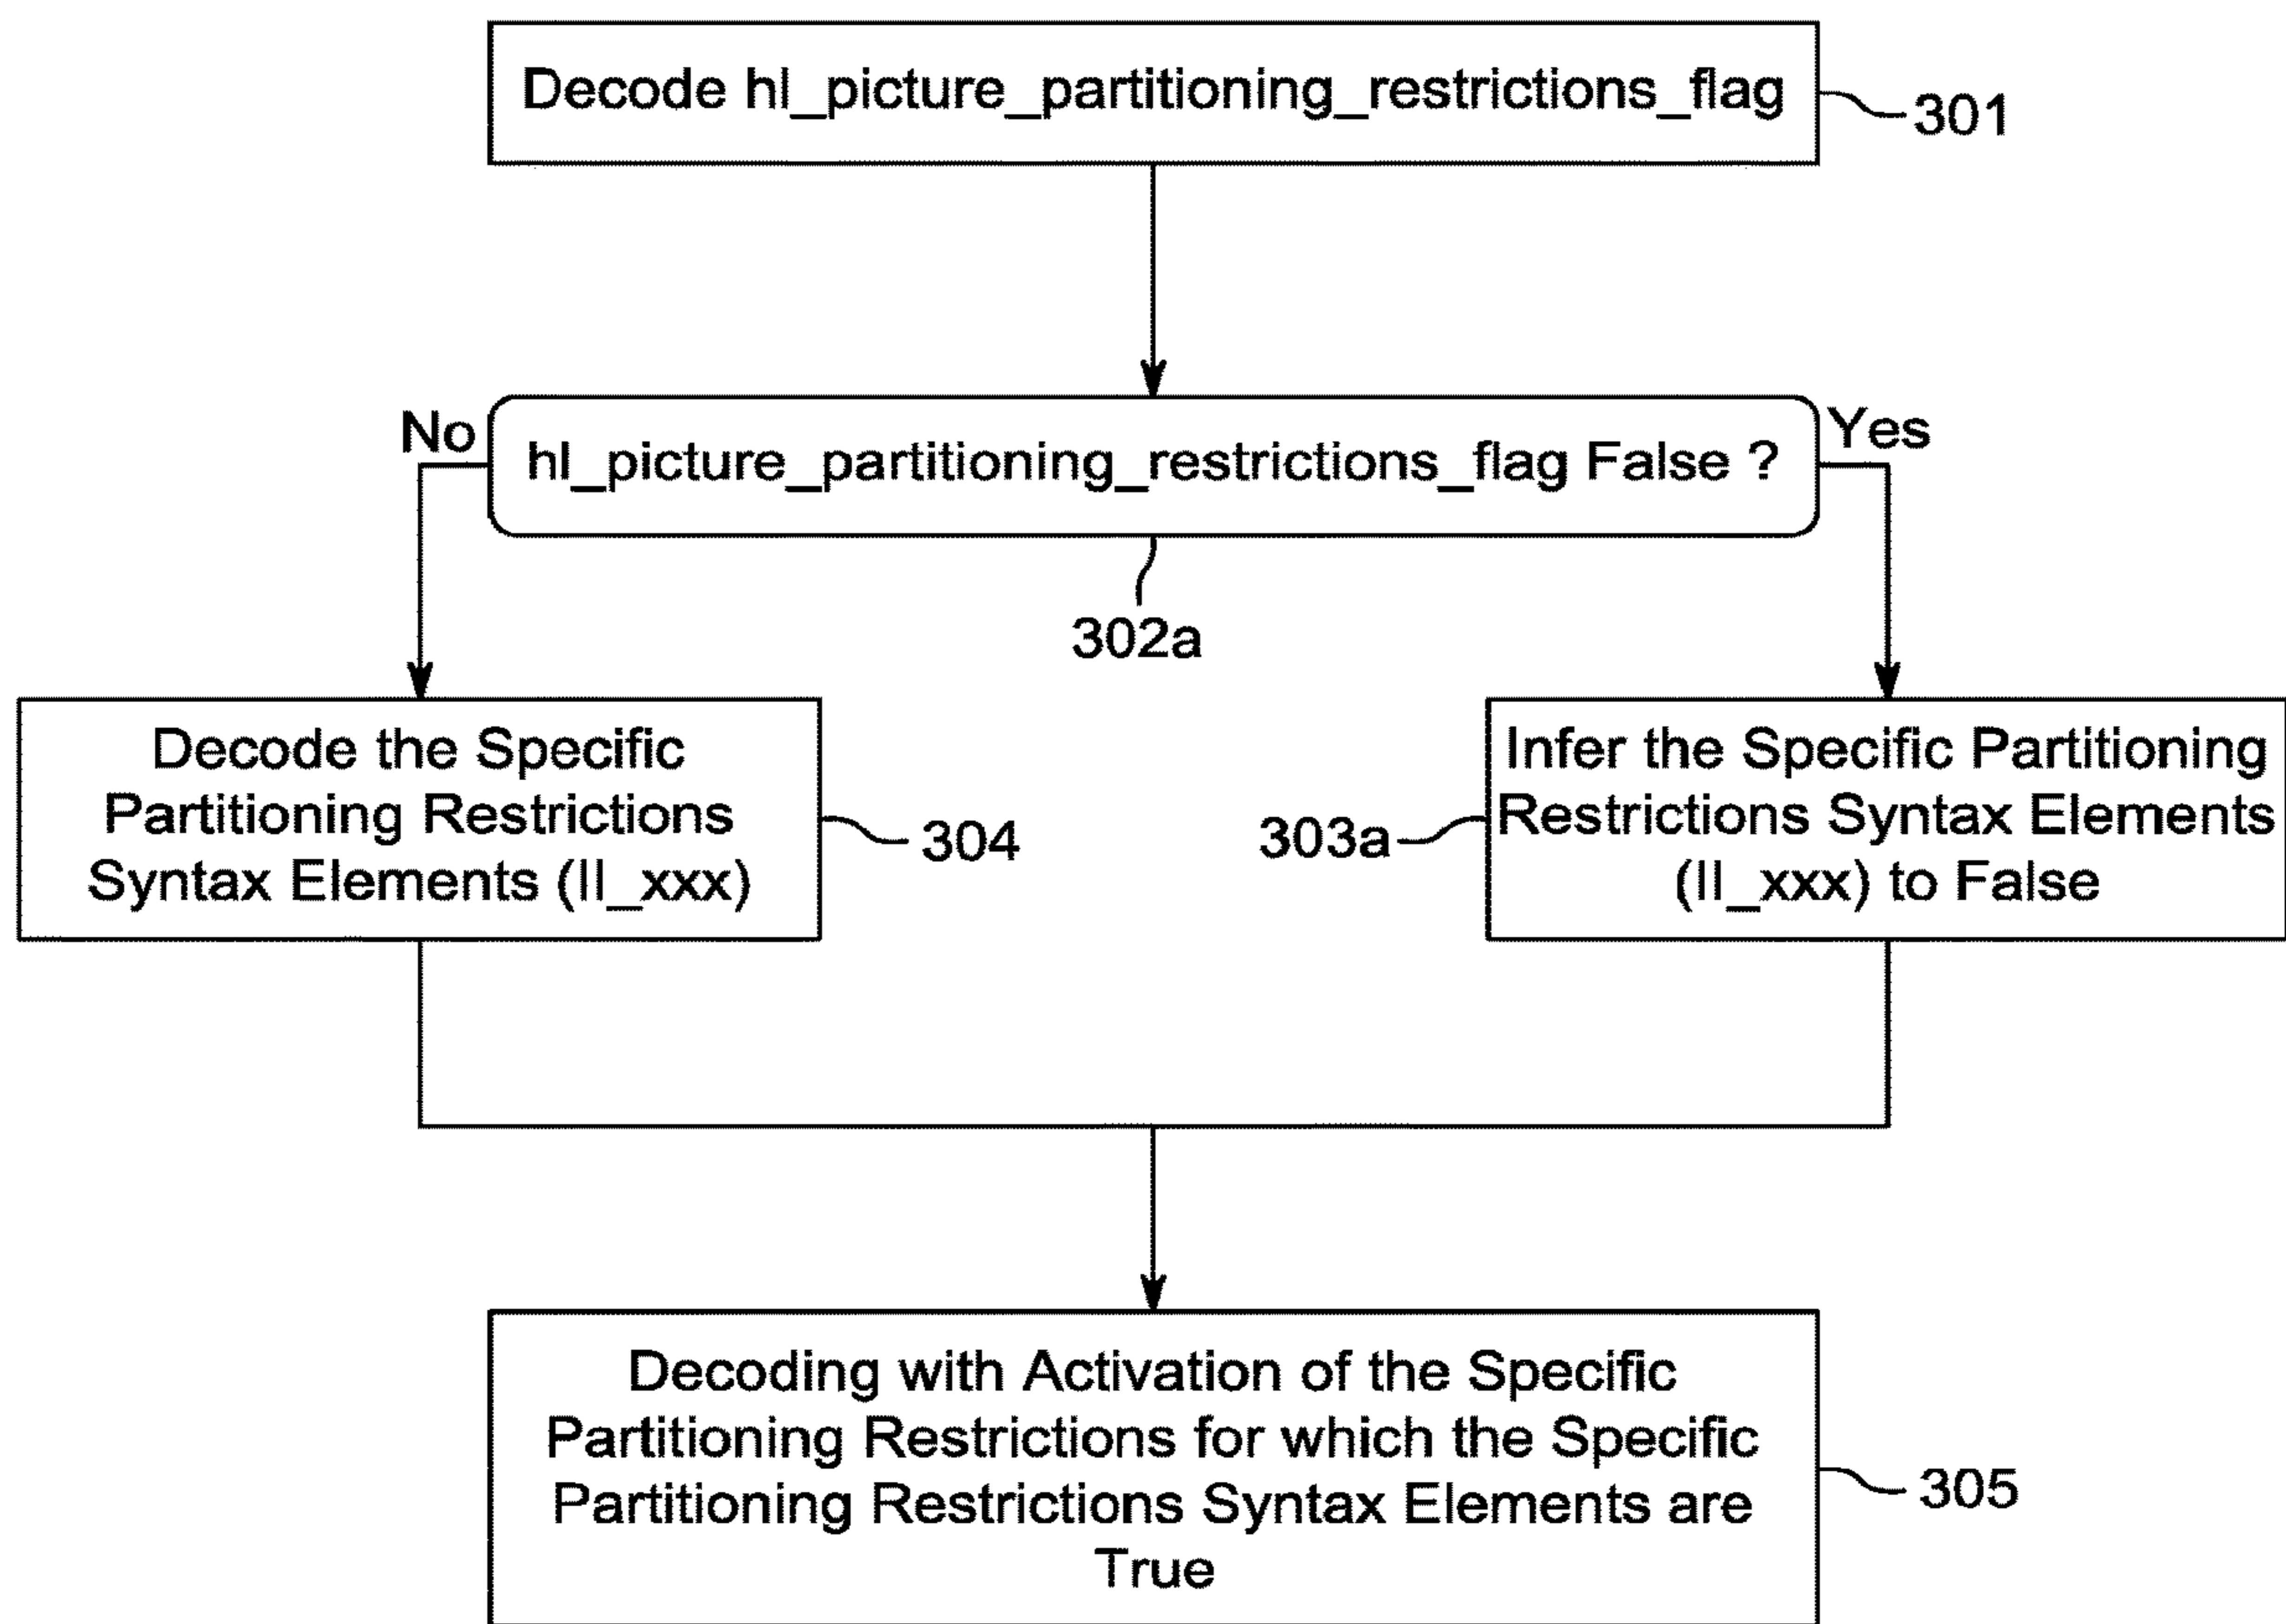 Decode hl_picture_partitioning_restrictions_flag
301
No
Yes
hl_picture_partitioning_restrictions_flag False ?
302a
Decode the Specific
Partitioning Restrictions
Syntax Elements (ll_xxx)
304
303a
Infer the Specific Partitioning
Restrictions Syntax Elements
(ll_xxx) to False
Decoding with Activation of the Specific
Partitioning Restrictions for which the Specific
Partitioning Restrictions Syntax Elements are
True
305